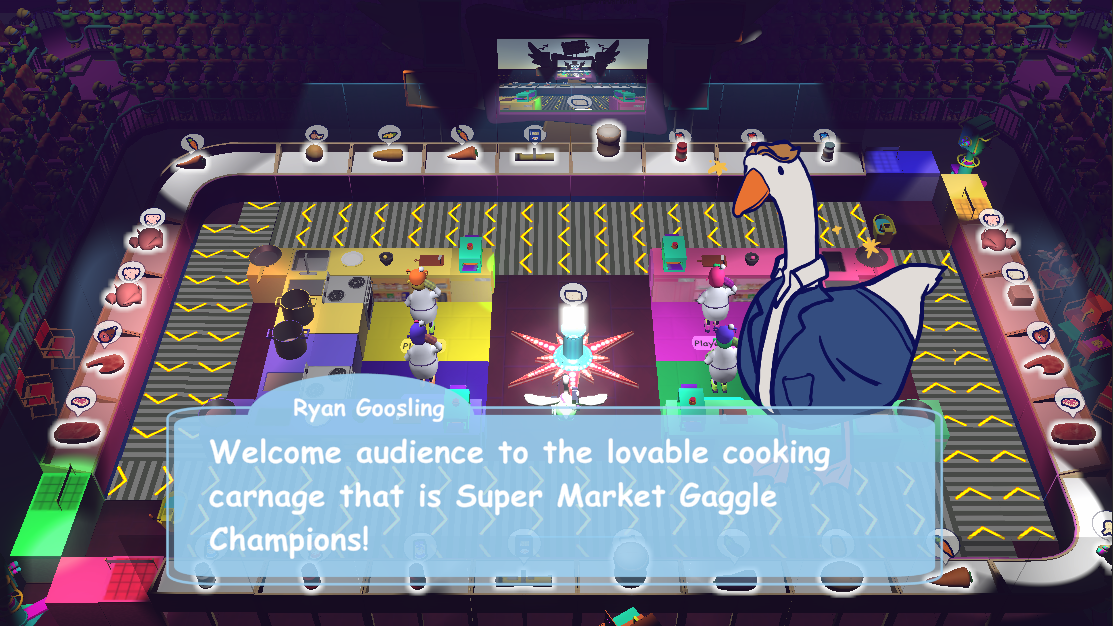 Ryan Goosling
Welcome audience to the lovable cooking
carnage that is Super Market Gaggle
Champions!